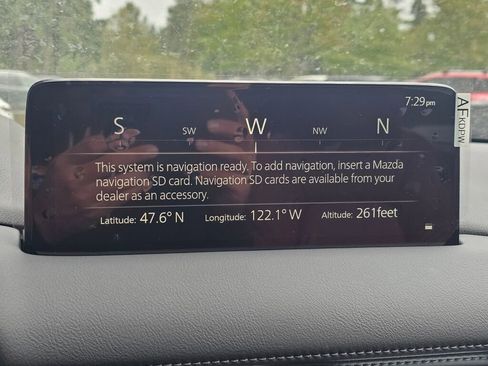 7:29pm
S SW W NW N
This system is navigation ready. To add navigation, insert a Mazda
navigation SD card. Navigation SD cards are available from your
dealer as an accessory.
Latitude: 47.6° N Longitude: 122.1° W Altitude: 261feet
AFKDPW